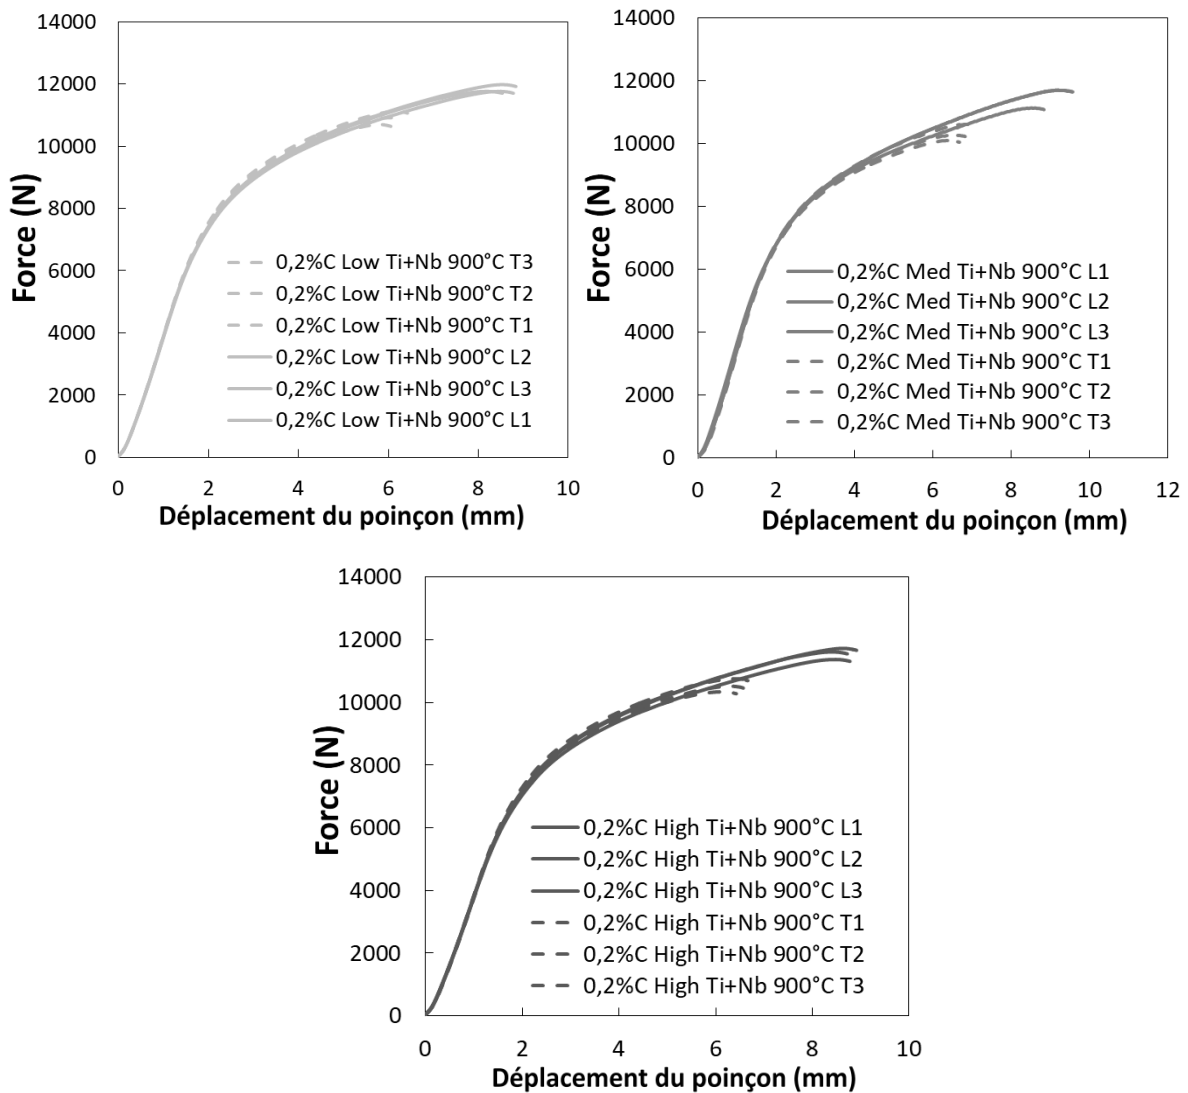 14000
12000
10000
8000
6000
4000
2000
0
Force (N)
0,2%C Low Ti+Nb 900°C T3
0,2%C Low Ti+Nb 900°C T2
0,2%C Low Ti+Nb 900°C T1
0,2%C Low Ti+Nb 900°C L2
0,2%C Low Ti+Nb 900°C L3
0,2%C Low Ti+Nb 900°C L1
0 2 4 6 8 10
Déplacement du poinçon (mm)
14000
12000
10000
8000
6000
4000
2000
0
Force (N)
0,2%C Med Ti+Nb 900°C L1
0,2%C Med Ti+Nb 900°C L2
0,2%C Med Ti+Nb 900°C L3
0,2%C Med Ti+Nb 900°C T1
0,2%C Med Ti+Nb 900°C T2
0,2%C Med Ti+Nb 900°C T3
0 2 4 6 8 10 12
Déplacement du poinçon (mm)
14000
12000
10000
8000
6000
4000
2000
0
Force (N)
0,2%C High Ti+Nb 900°C L1
0,2%C High Ti+Nb 900°C L2
0,2%C High Ti+Nb 900°C L3
0,2%C High Ti+Nb 900°C T1
0,2%C High Ti+Nb 900°C T2
0,2%C High Ti+Nb 900°C T3
0 2 4 6 8 10
Déplacement du poinçon (mm)